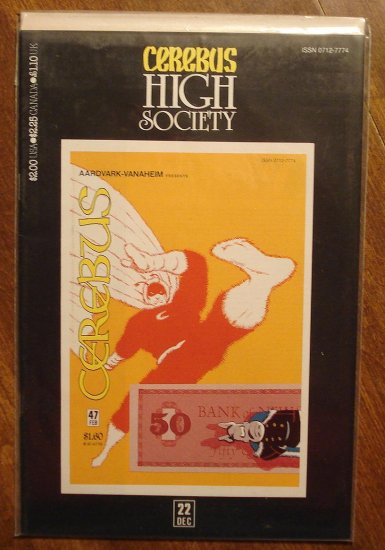 CEREBUS
HIGH
SOCIETY
ISSN 0712-7774
$2.00 USA●$2.25 CANADA●£1.10 UK
AARDVARK-VANAHEIM PRESENTS
CEREBUS
47
FEB
$1.60
50
BANK
22
DEC